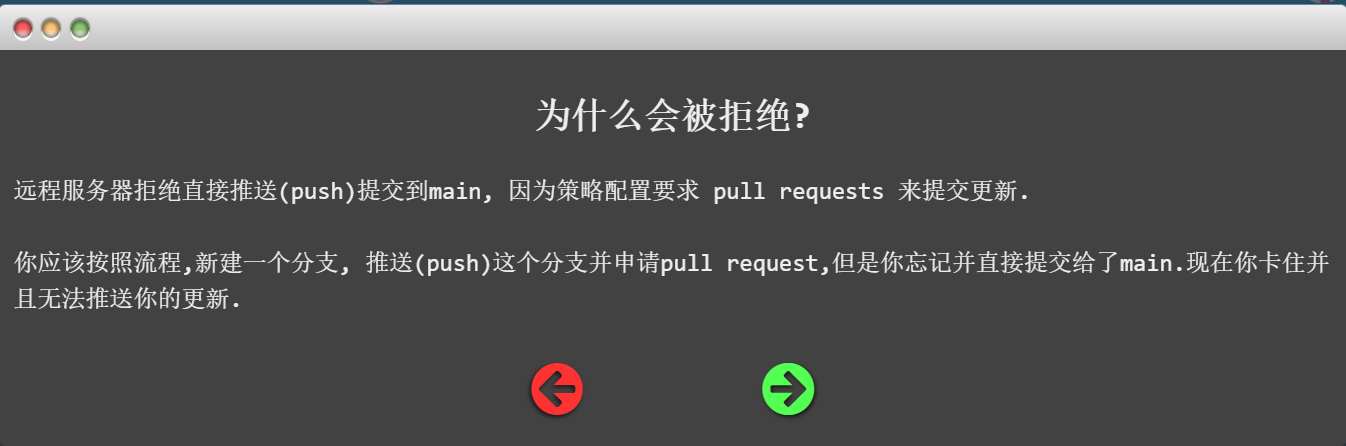 为什么会被拒绝?
远程服务器拒绝直接推送(push)提交到main, 因为策略配置要求 pull requests 来提交更新.
你应该按照流程,新建一个分支, 推送(push)这个分支并申请pull request,但是你忘记并直接提交给了main.现在你卡住并
且无法推送你的更新.